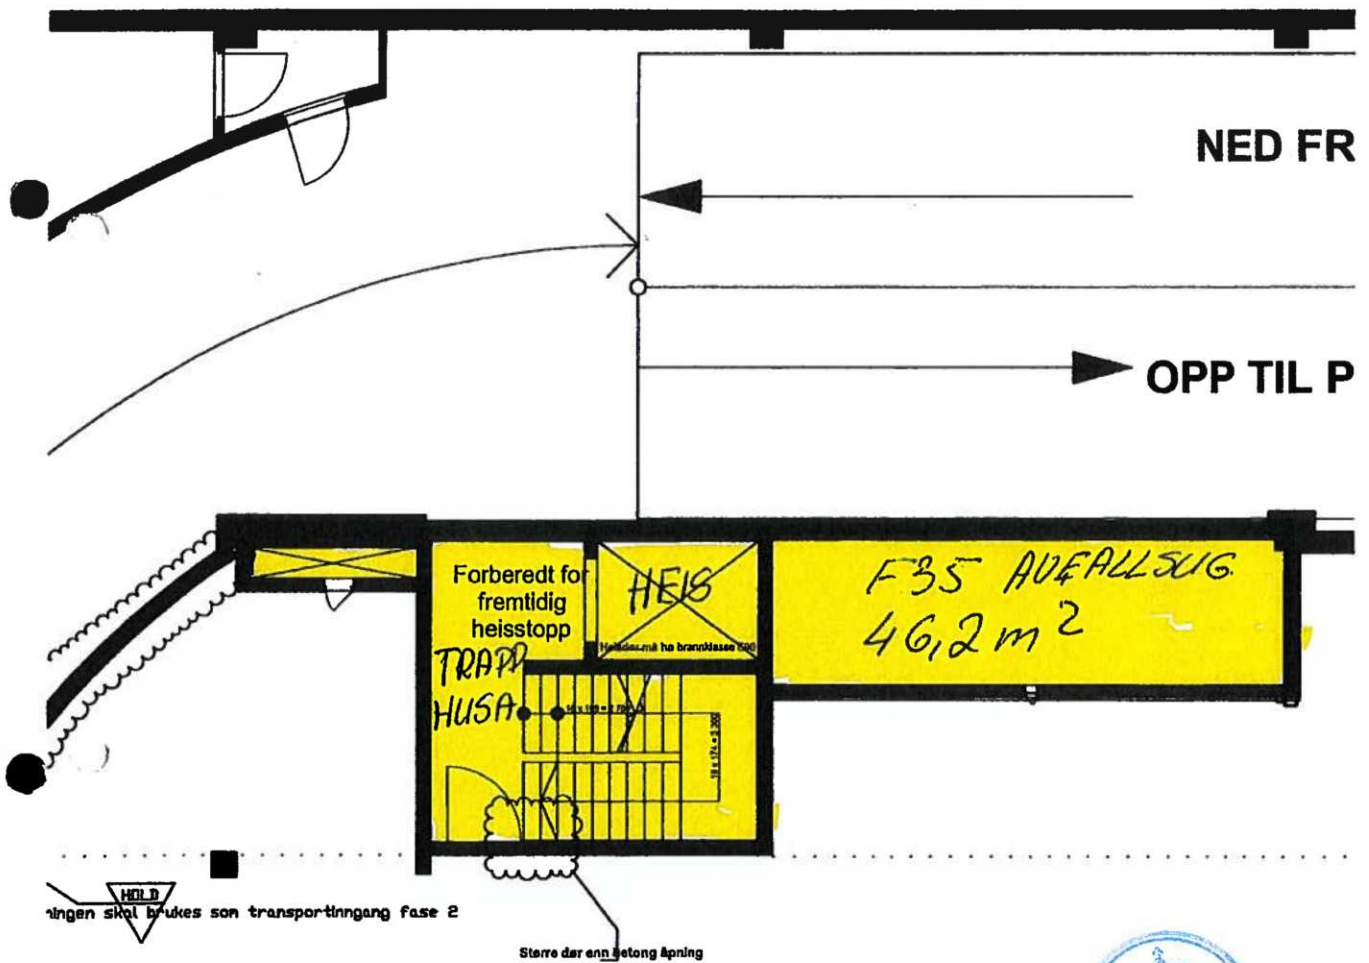 NED FR
OPP TIL P
Forberedt for
fremtidig
heisstopp
HEIS
må ha brannklasse
F35 AVFALLSUG
46,2 m²
TRAPP
HUSA
HOLD
ningen skal brukes som transportinngang fase 2
Større dør enn betong åpning